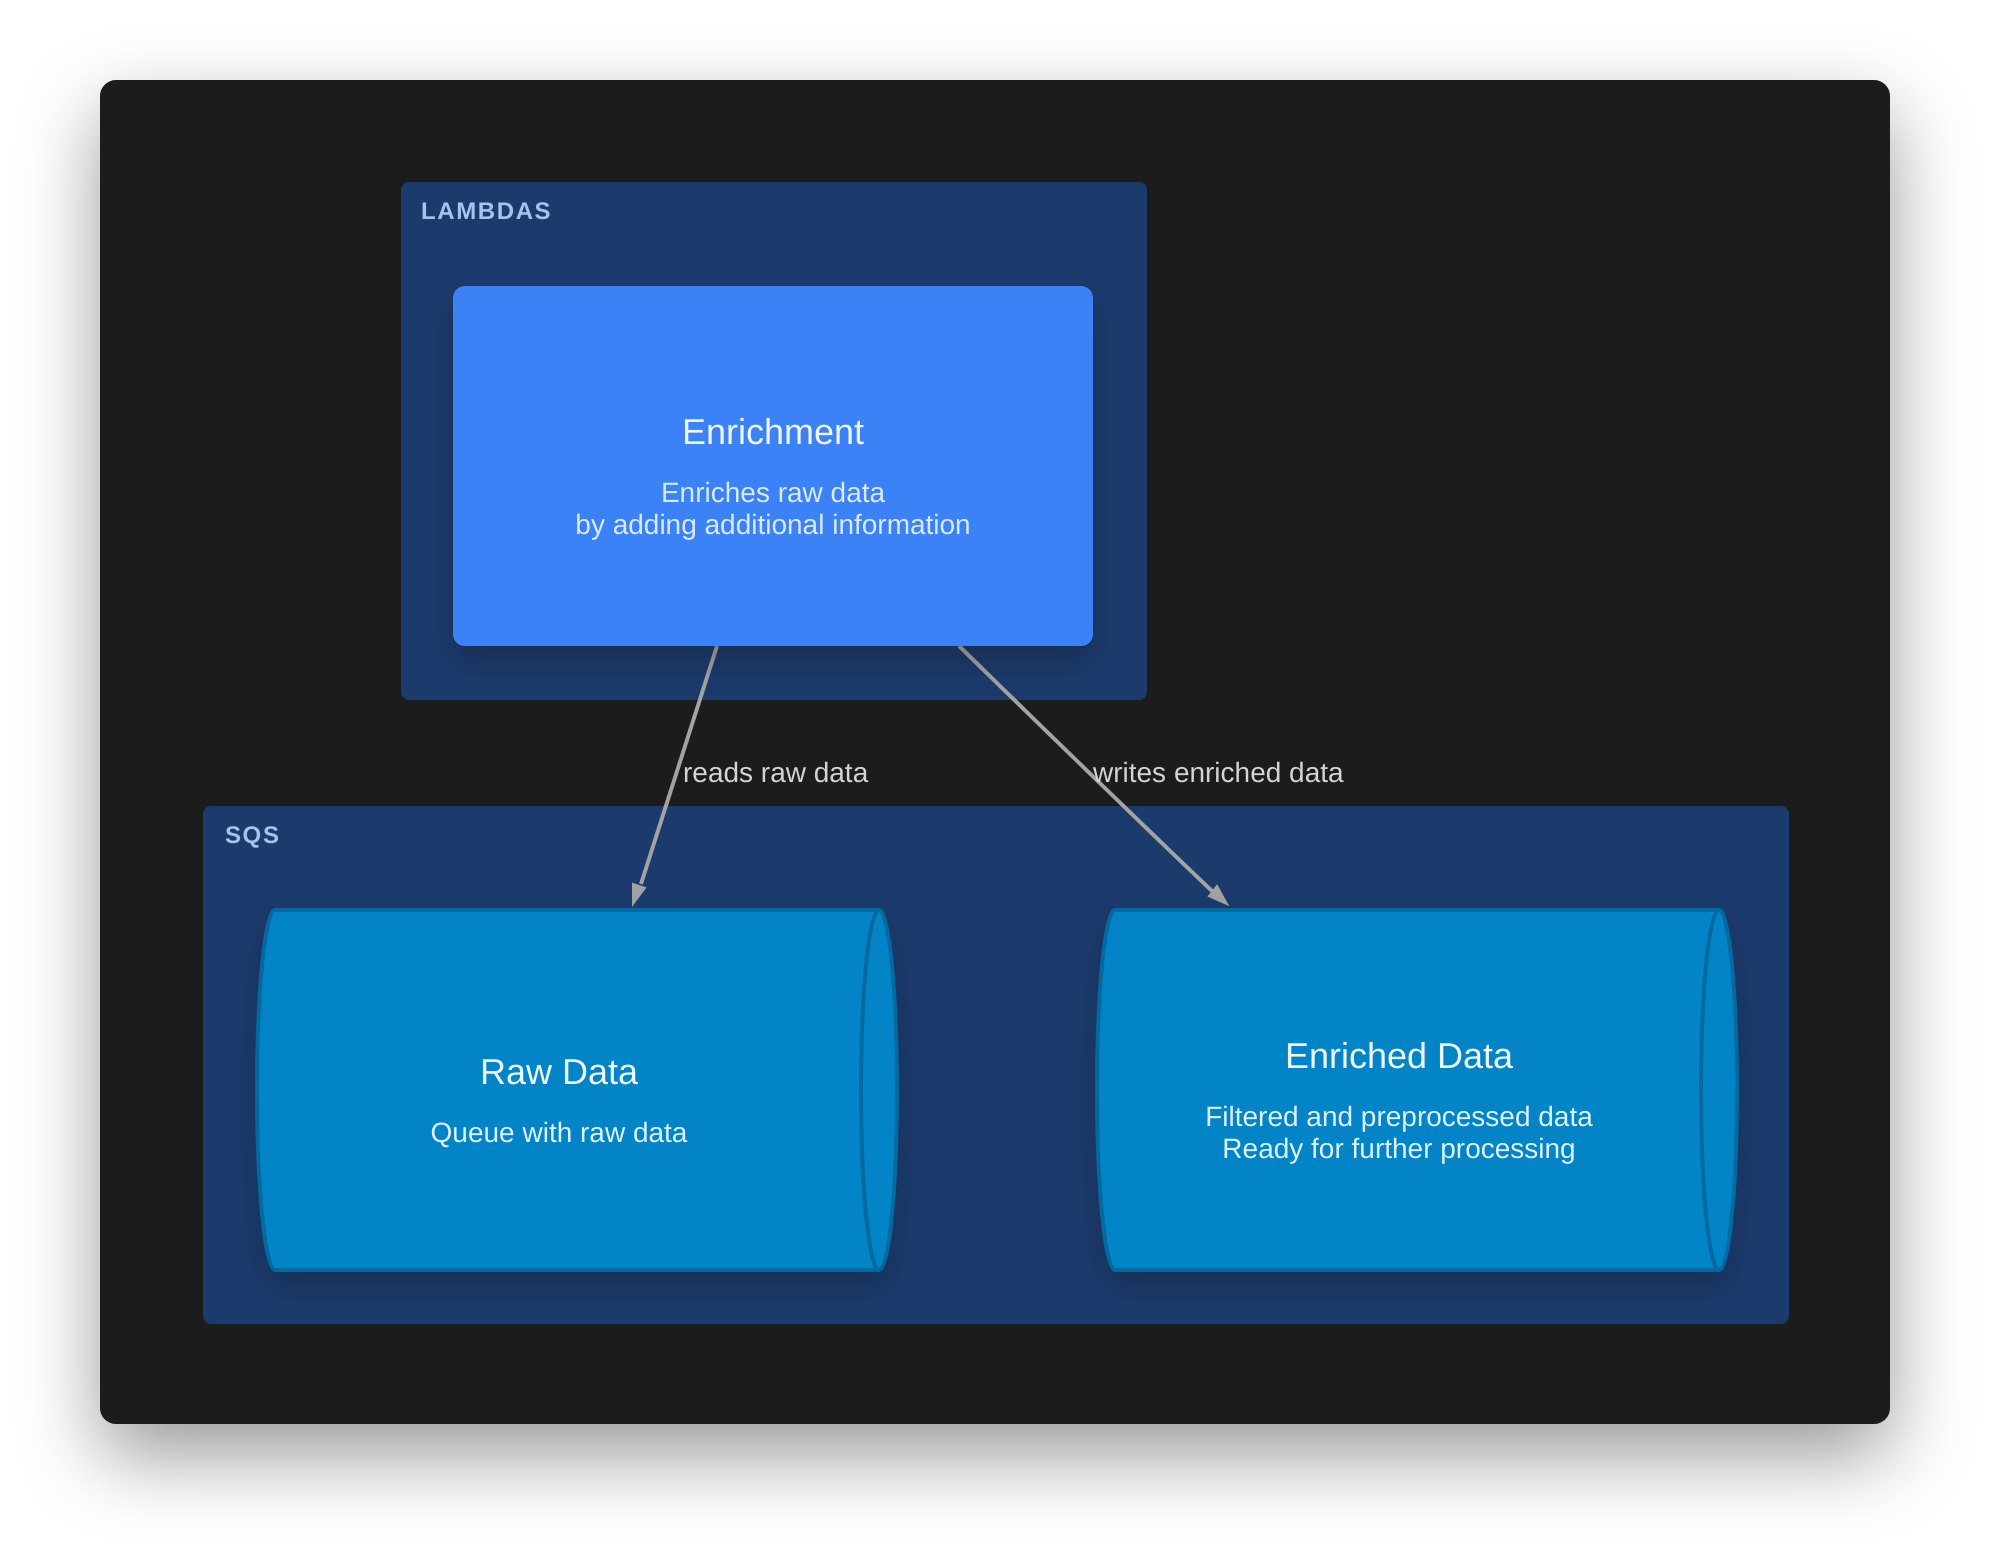 LAMBDAS
Enrichment
Enriches raw data
by adding additional information
reads raw data
writes enriched data
SQS
Raw Data
Queue with raw data
Enriched Data
Filtered and preprocessed data
Ready for further processing